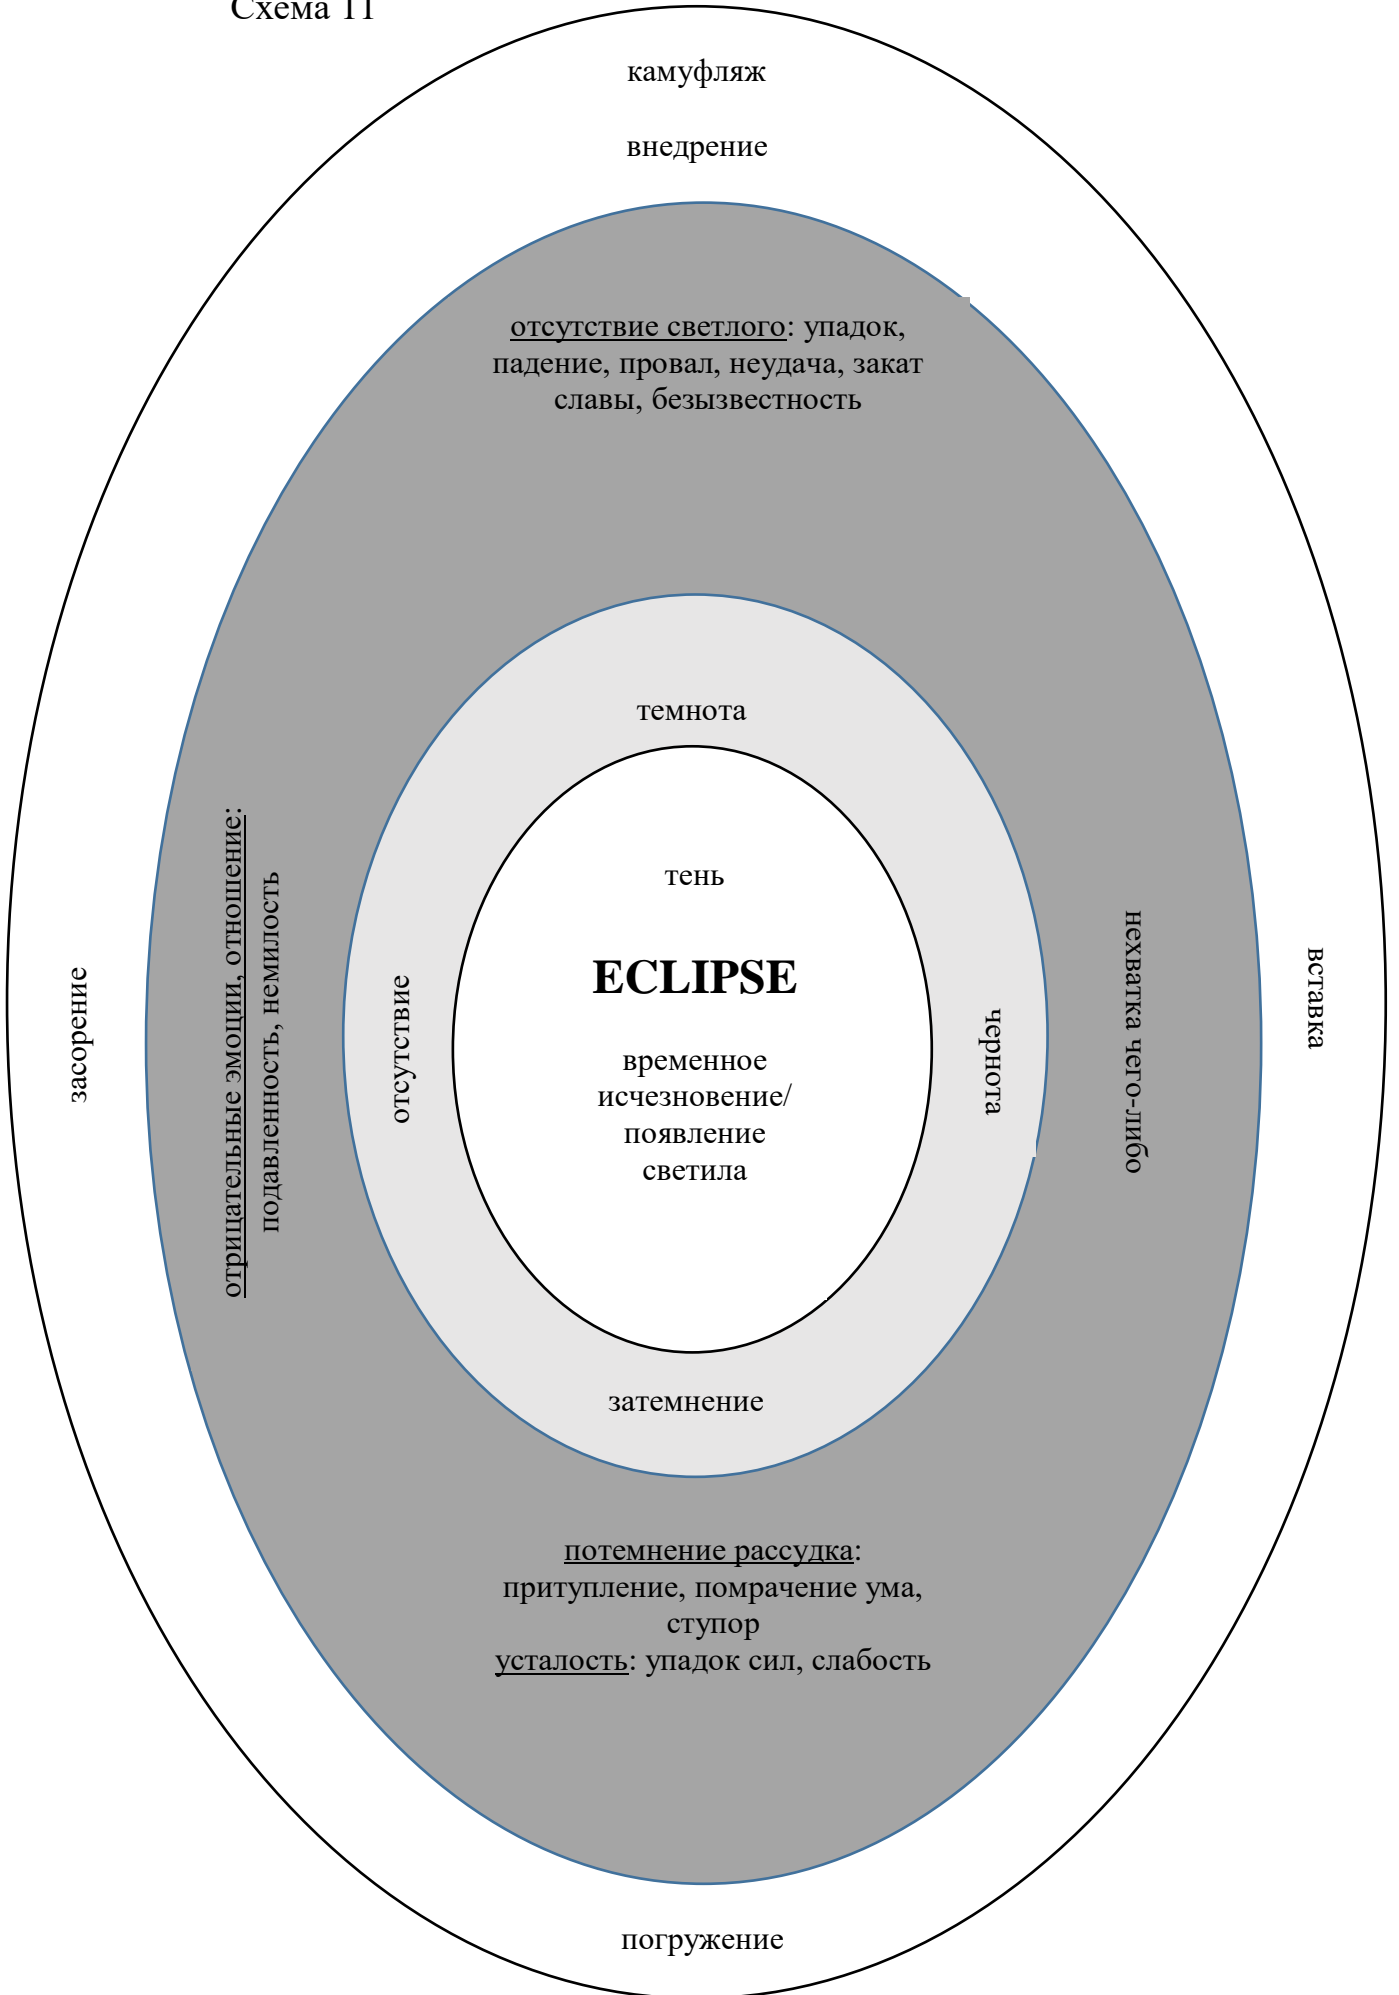 Схема 11
камуфляж
внедрение
отсутствие светлого: упадок,
падение, провал, неудача, закат
славы, безызвестность
темнота
тень
ECLIPSE
временное
исчезновение/
появление
светила
засорение
отрицательные эмоции, отношение:
подавленность, немилость
отсутствие
чернота
нехватка чего-либо
вставка
затемнение
потемнение рассудка:
притупление, помрачение ума,
ступор
усталость: упадок сил, слабость
погружение